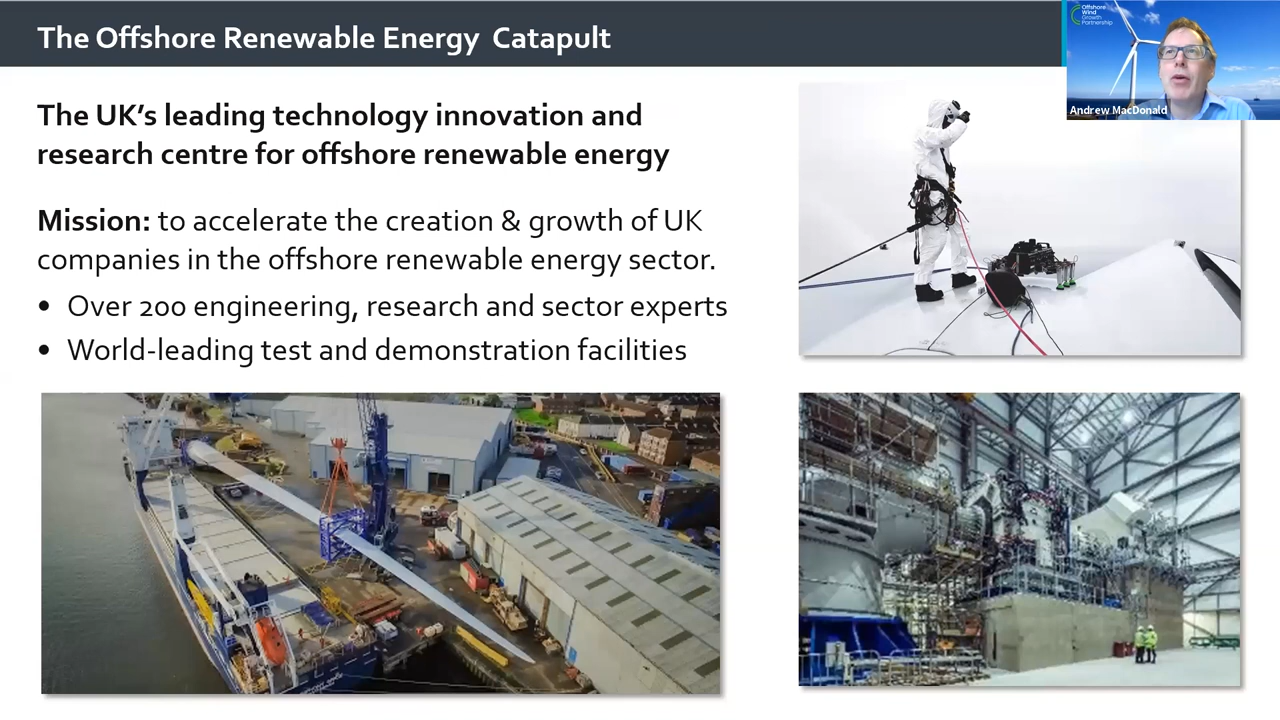 The Offshore Renewable Energy Catapult
Offshore
Wind
Growth
Partnership
Andrew MacDonald
The UK's leading technology innovation and
research centre for offshore renewable energy
Mission: to accelerate the creation & growth of UK
companies in the offshore renewable energy sector.
• Over 200 engineering, research and sector experts
• World-leading test and demonstration facilities